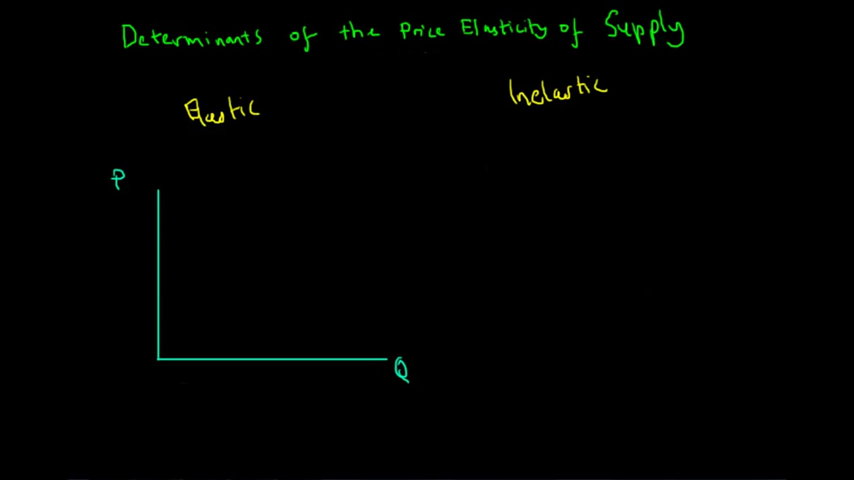 Determinants of the Price Elasticity of Supply
Elastic
Inelastic
P
Q